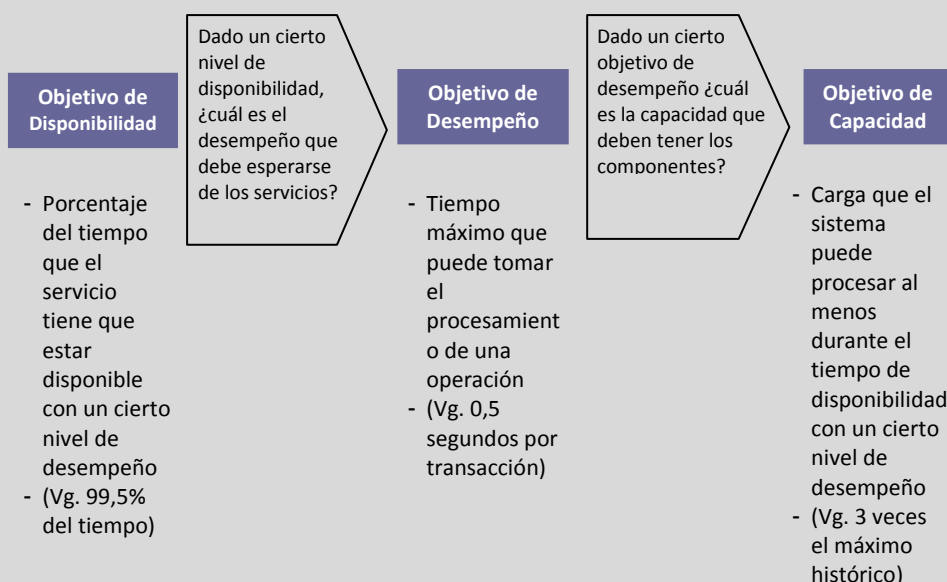 Objetivo de
Disponibilidad
- Porcentaje
del tiempo
que el
servicio
tiene que
estar
disponible
con un cierto
nivel de
desempeño
- (Vg. 99,5%
del tiempo)
Dado un cierto
nivel de
disponibilidad,
¿cuál es el
desempeño que
debe esperarse
de los servicios?
Objetivo de
Desempeño
- Tiempo
máximo que
puede tomar
el
procesamient
o de una
operación
- (Vg. 0,5
segundos por
transacción)
Dado un cierto
objetivo de
desempeño ¿cuál
es la capacidad que
deben tener los
componentes?
Objetivo de
Capacidad
- Carga que el
sistema
puede
procesar al
menos
durante el
tiempo de
disponibilidad
con un cierto
nivel de
desempeño
- (Vg. 3 veces
el máximo
histórico)